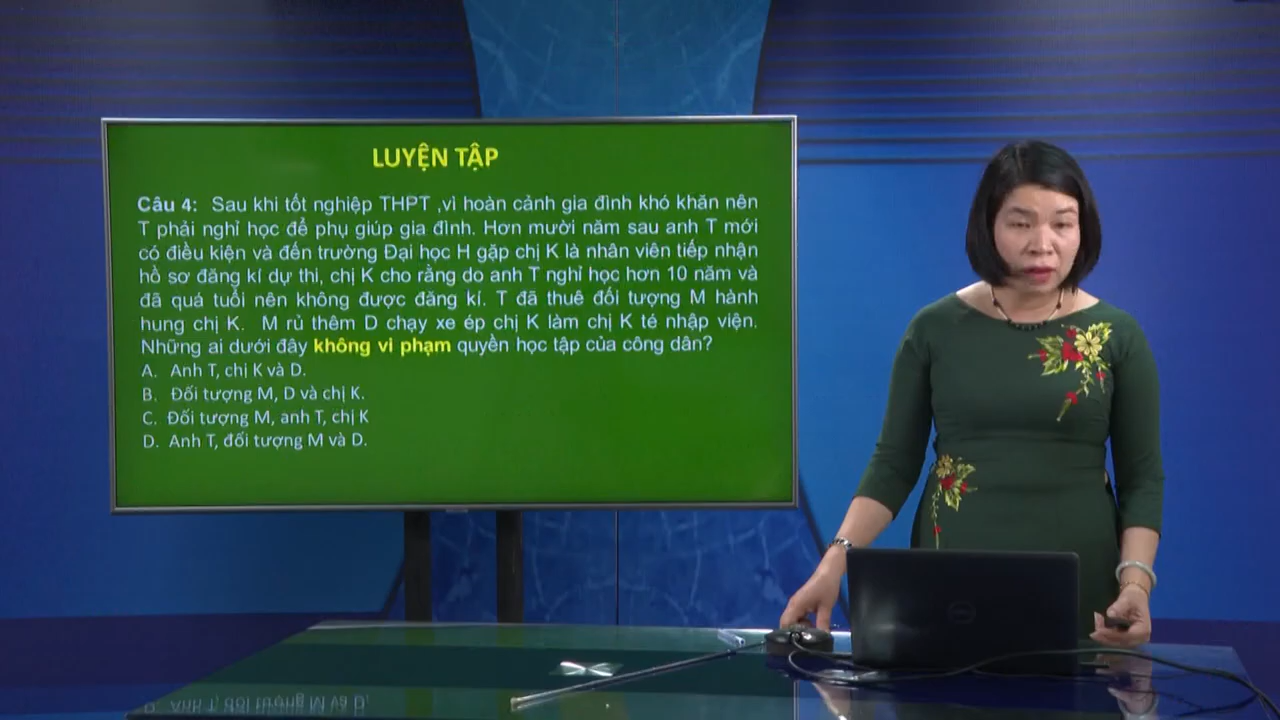 LUYỆN TẬP
Câu 4: Sau khi tốt nghiệp THPT ,vì hoàn cảnh gia đình khó khăn nên
T phải nghỉ học để phụ giúp gia đình. Hơn mười năm sau anh T mới
có điều kiện và đến trường Đại học H gặp chị K là nhân viên tiếp nhận
hồ sơ đăng kí dự thi, chị K cho rằng do anh T nghỉ học hơn 10 năm và
đã quá tuổi nên không được đăng kí. T đã thuê đối tượng M hành
hung chị K. M rủ thêm D chạy xe ép chị K làm chị K té nhập viện.
Những ai dưới đây không vi phạm quyền học tập của công dân?
A. Anh T, chị K và D.
B. Đối tượng M, D và chị K.
C. Đối tượng M, anh T, chị K
D. Anh T, đối tượng M và D.